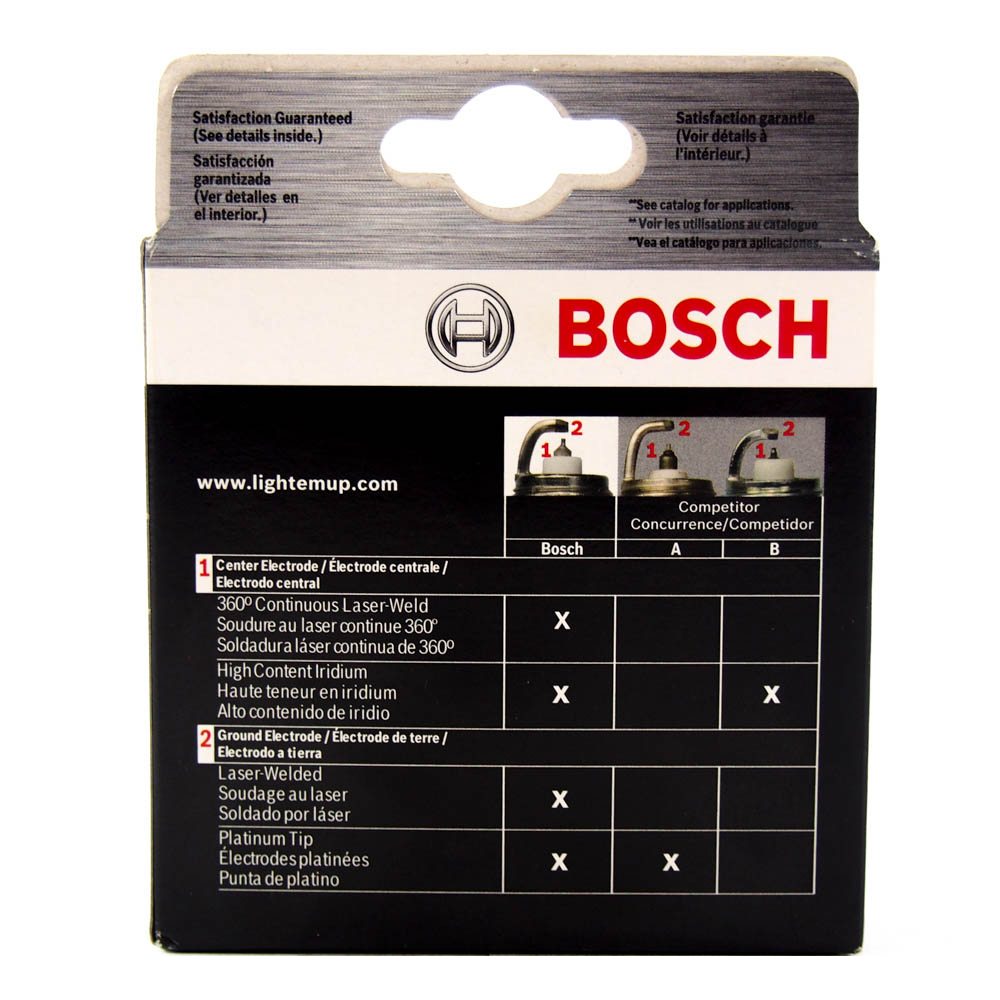 Satisfaction Guaranteed
(See details inside.)
Satisfacción
garantizada
(Ver detalles en
el interior.)
Satisfaction garantie
(Voir détails à
l'intérieur.)
**See catalog for applications.
**Voir les utilisations au catalogue
**Vea el catálogo para aplicaciones.
BOSCH
www.lightemup.com
1 2 1 2 1 2
Competitor
Concurrence/Competidor
Bosch A B
1 Center Electrode / Électrode centrale /
Electrodo central
360º Continuous Laser-Weld
Soudure au laser continue 360º
Soldadura láser continua de 360º
X
High Content Iridium
Haute teneur en iridium
Alto contenido de iridio
X X
2 Ground Electrode / Électrode de terre /
Electrodo a tierra
Laser-Welded
Soudage au laser
Soldado por láser
X
Platinum Tip
Électrodes platinées
Punta de platino
X X